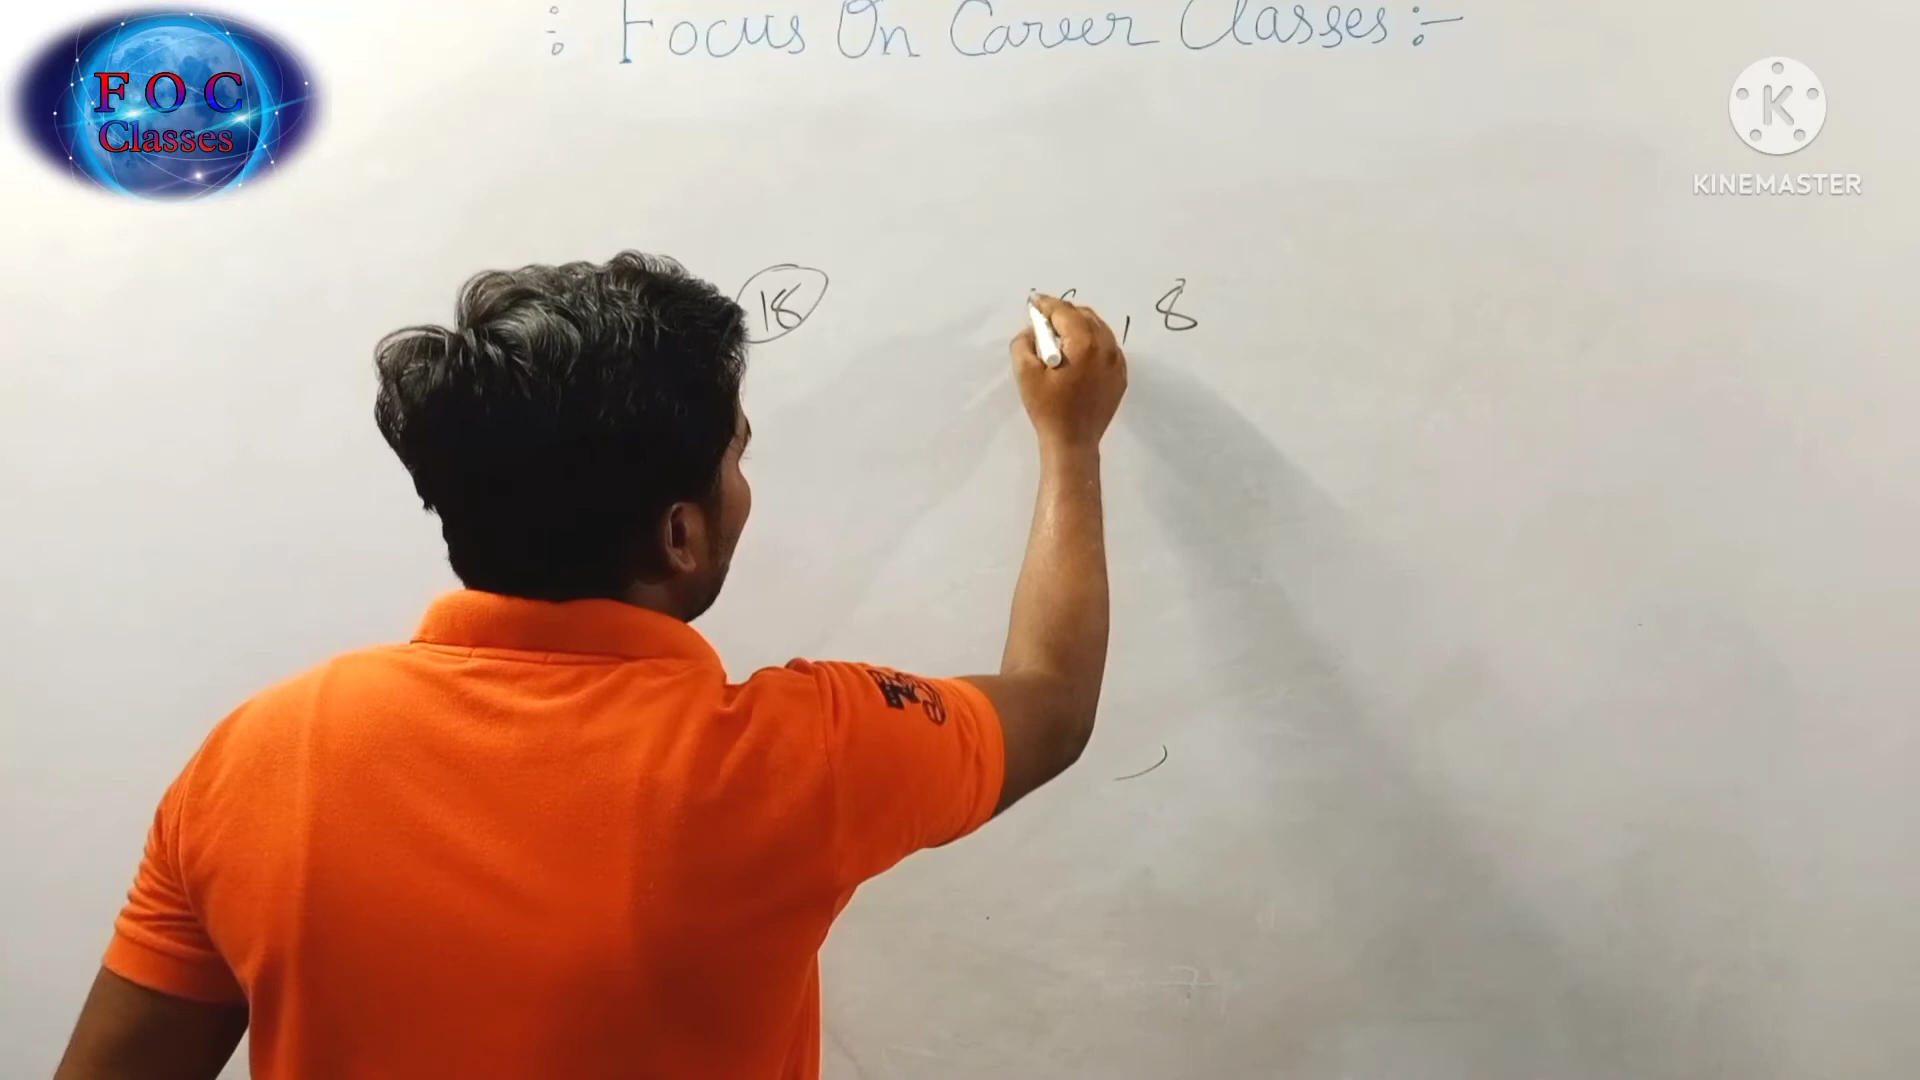 :- Focus On Career Classes :-
F O C
Classes
K
KINEMASTER
18 , 8